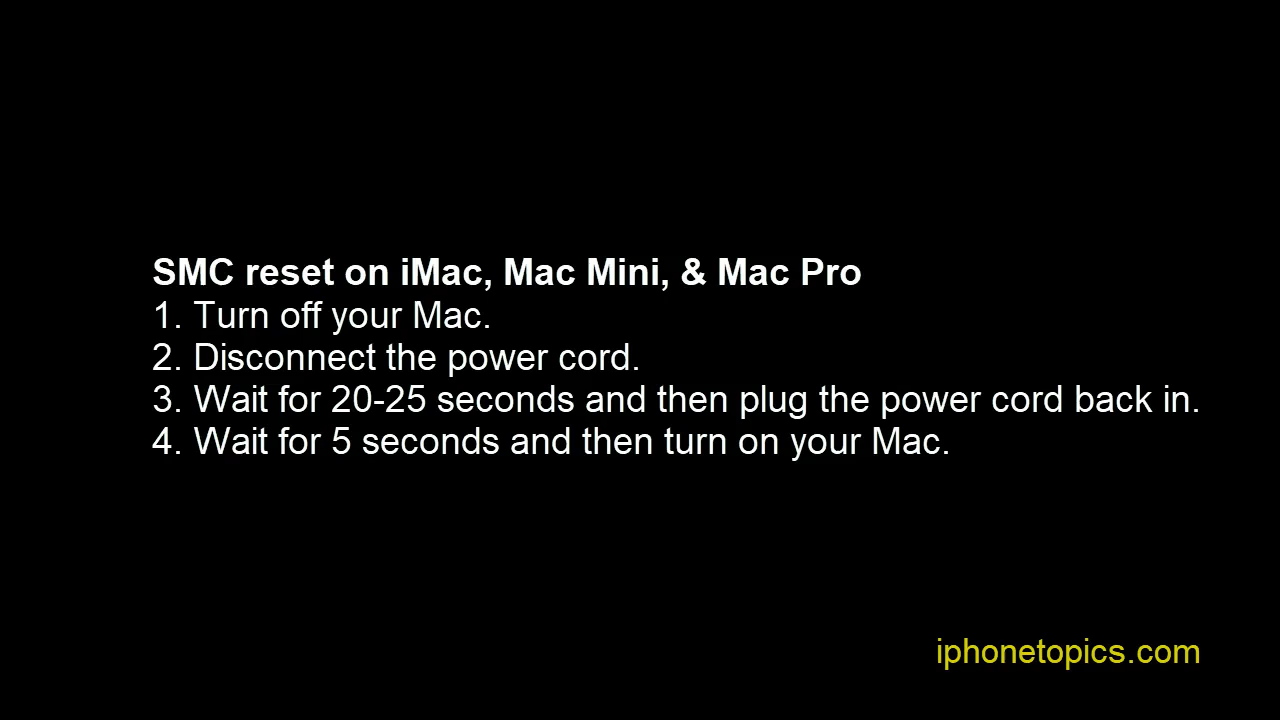 SMC reset on iMac, Mac Mini, & Mac Pro
1. Turn off your Mac.
2. Disconnect the power cord.
3. Wait for 20-25 seconds and then plug the power cord back in.
4. Wait for 5 seconds and then turn on your Mac.
iphonetopics.com